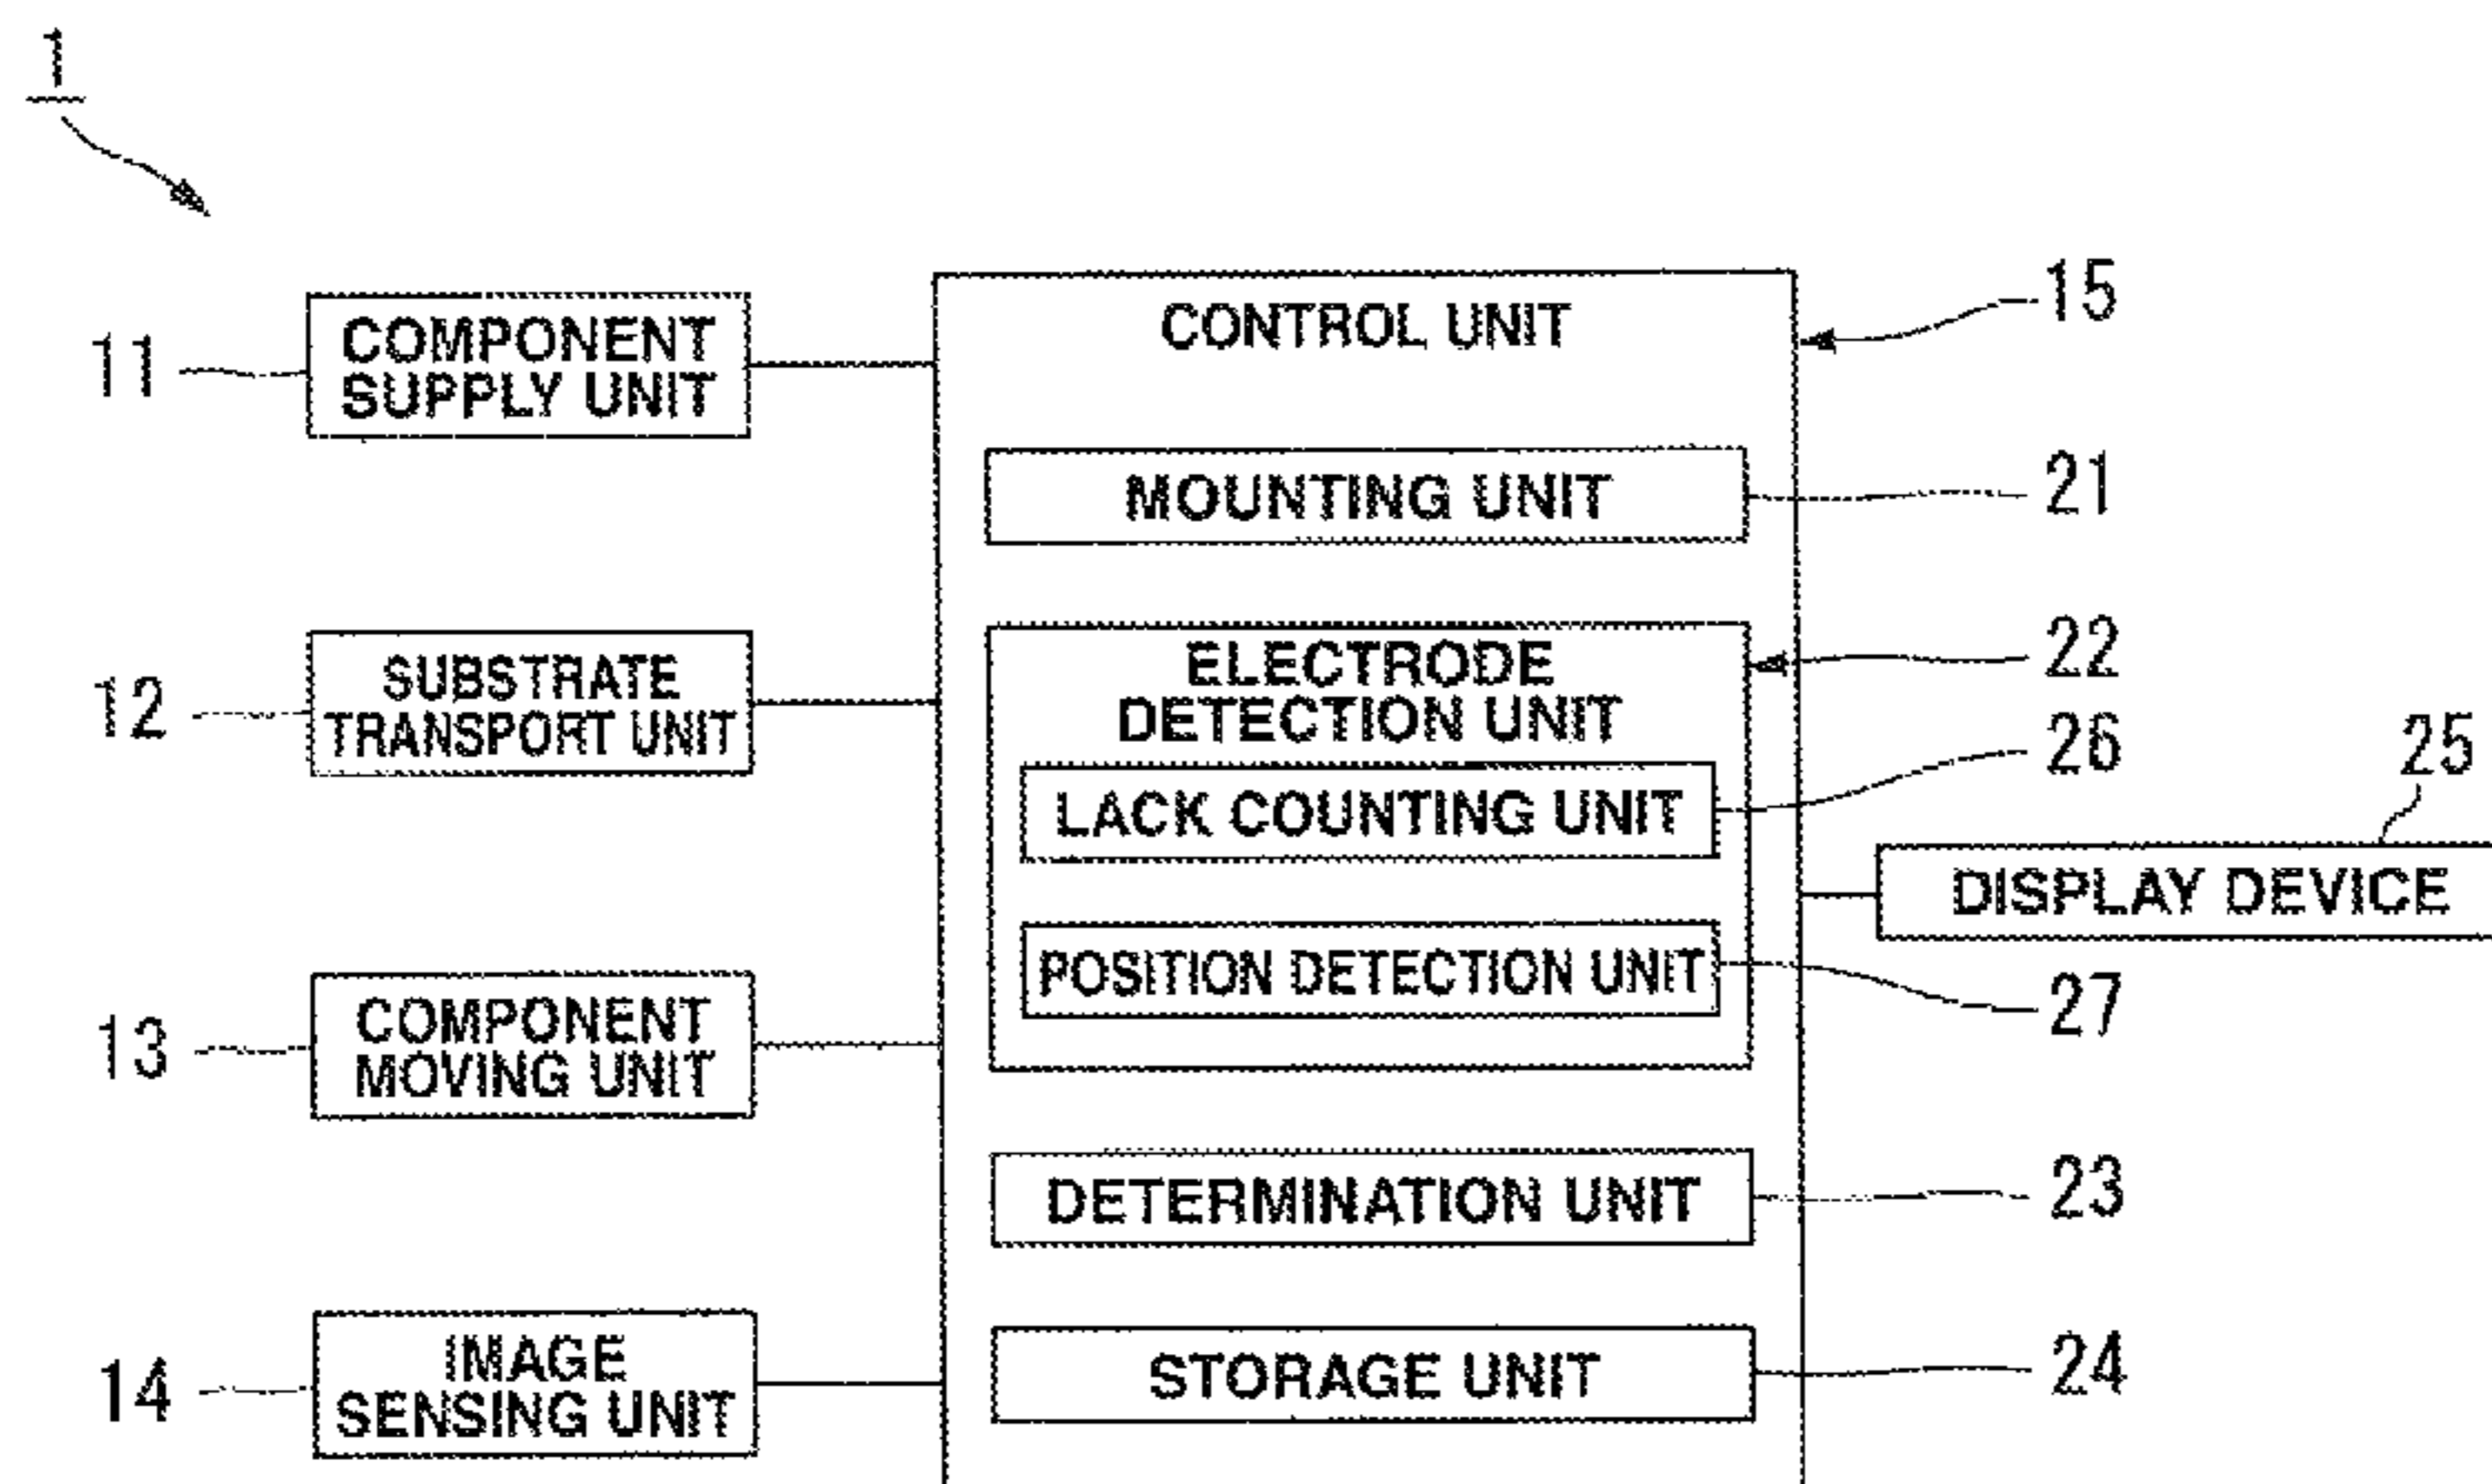 1
11
COMPONENT
SUPPLY UNIT
12
SUBSTRATE
TRANSPORT UNIT
13
COMPONENT
MOVING UNIT
14
IMAGE
SENSING UNIT
CONTROL UNIT
15
MOUNTING UNIT
21
ELECTRODE
DETECTION UNIT
22
LACK COUNTING UNIT
26
POSITION DETECTION UNIT
27
DETERMINATION UNIT
23
STORAGE UNIT
24
25
DISPLAY DEVICE